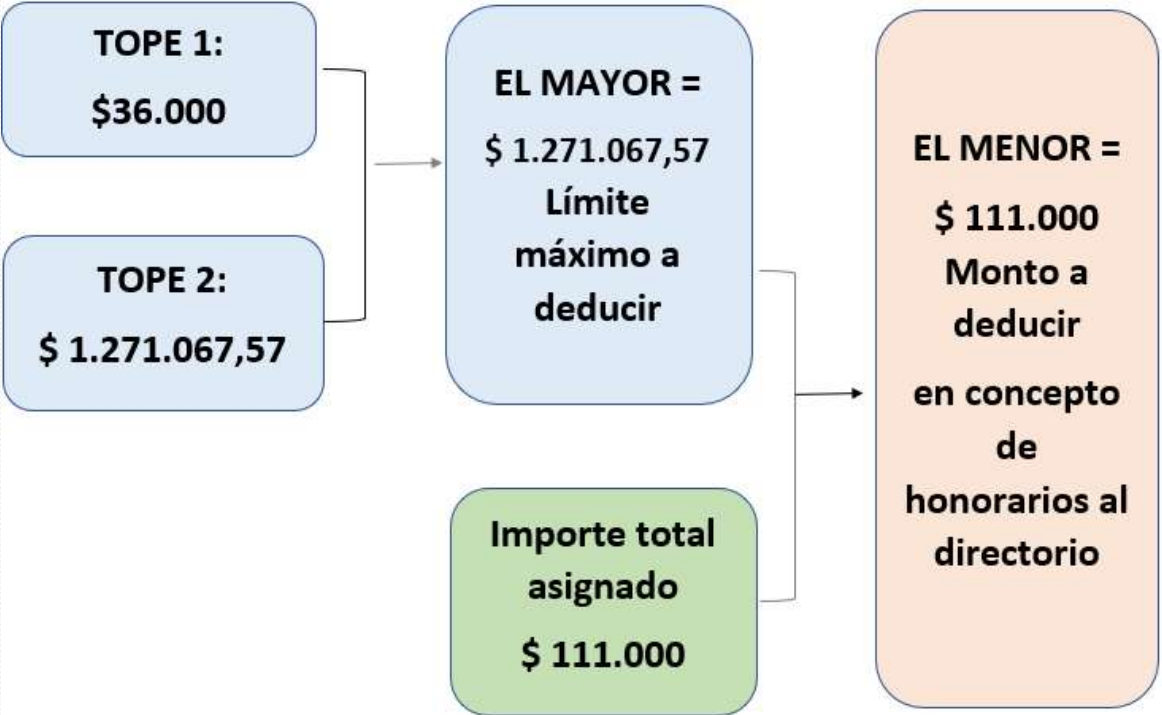 TOPE 1:
$36.000
TOPE 2:
$ 1.271.067,57
EL MAYOR =
$ 1.271.067,57
Límite
máximo a
deducir
Importe total
asignado
$ 111.000
EL MENOR =
$ 111.000
Monto a
deducir
en concepto
de
honorarios al
directorio